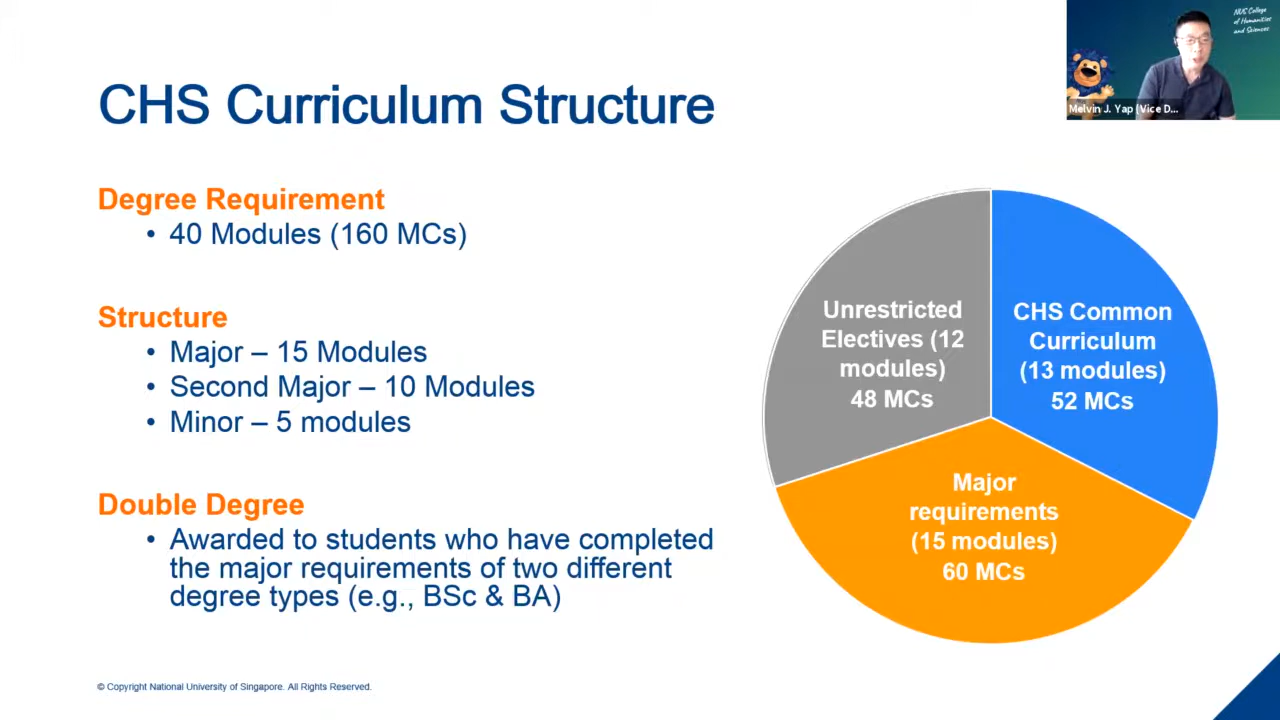 NUS College
of Humanities
and Sciences
Melvin J. Yap (Vice D...
CHS Curriculum Structure
Degree Requirement
• 40 Modules (160 MCs)
Structure
• Major – 15 Modules
• Second Major – 10 Modules
• Minor – 5 modules
Double Degree
• Awarded to students who have completed
the major requirements of two different
degree types (e.g., BSc & BA)
Unrestricted
Electives (12
modules)
48 MCs
CHS Common
Curriculum
(13 modules)
52 MCs
Major
requirements
(15 modules)
60 MCs
© Copyright National University of Singapore. All Rights Reserved.